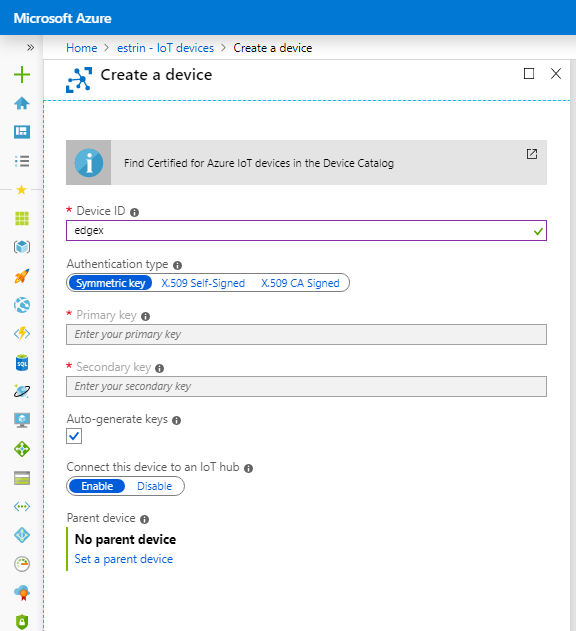 Microsoft Azure
» Home > estrin - IoT devices > Create a device
Create a device
Find Certified for Azure IoT devices in the Device Catalog
* Device ID
edgex
Authentication type
Symmetric key X.509 Self-Signed X.509 CA Signed
* Primary key
Enter your primary key
* Secondary key
Enter your secondary key
Auto-generate keys
Connect this device to an IoT hub
Enable Disable
Parent device
No parent device
Set a parent device
SQL